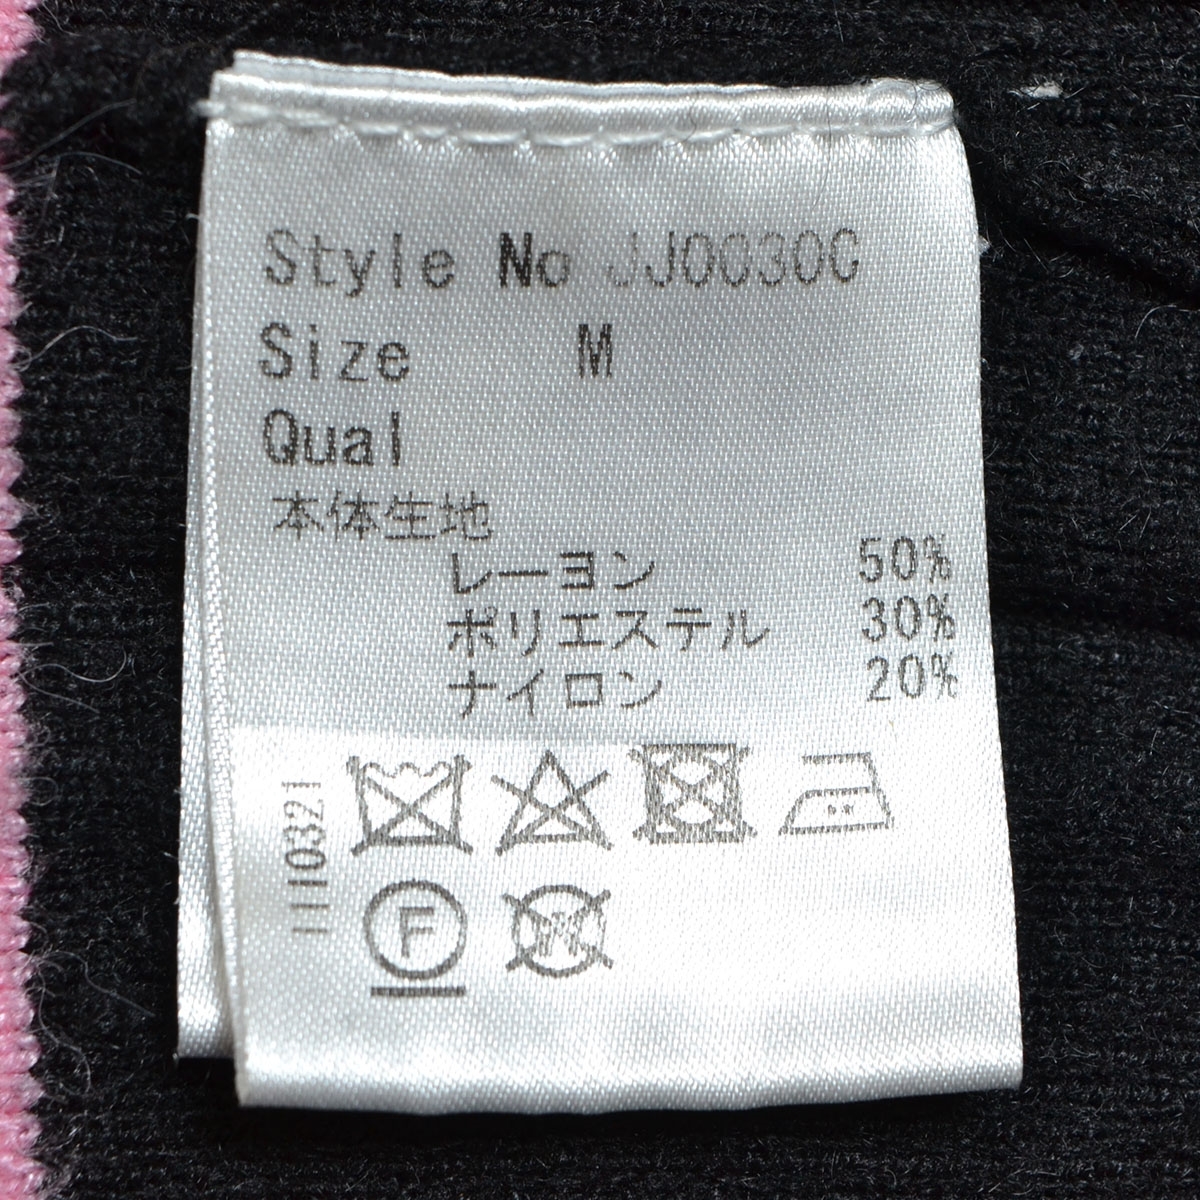 Style No JJ0030C
Size M
Qual
本体生地
レーヨン 50%
ポリエステル 30%
ナイロン 20%
1110321
F